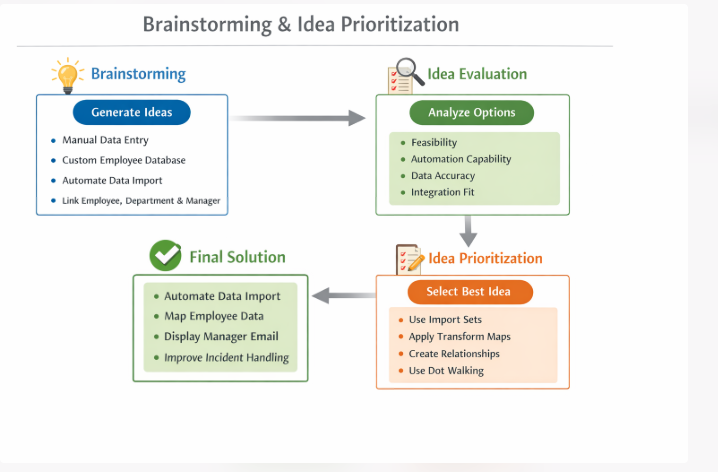 Brainstorming & Idea Prioritization
Brainstorming
Generate Ideas
Manual Data Entry
Custom Employee Database
Automate Data Import
Link Employee, Department & Manager
Idea Evaluation
Analyze Options
Feasibility
Automation Capability
Data Accuracy
Integration Fit
Idea Prioritization
Select Best Idea
Use Import Sets
Apply Transform Maps
Create Relationships
Use Dot Walking
Final Solution
Automate Data Import
Map Employee Data
Display Manager Email
Improve Incident Handling